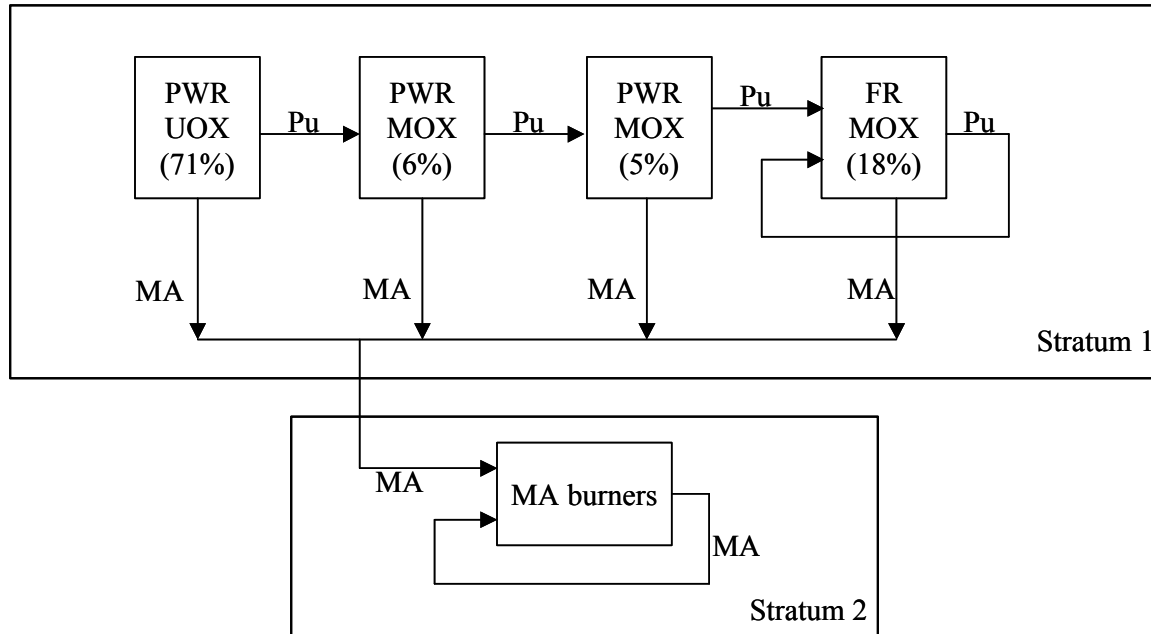 PWR
UOX
(71%)
Pu
PWR
MOX
(6%)
Pu
PWR
MOX
(5%)
Pu
FR
MOX
(18%)
Pu
MA
MA
MA
MA
Stratum 1
MA
MA burners
MA
Stratum 2